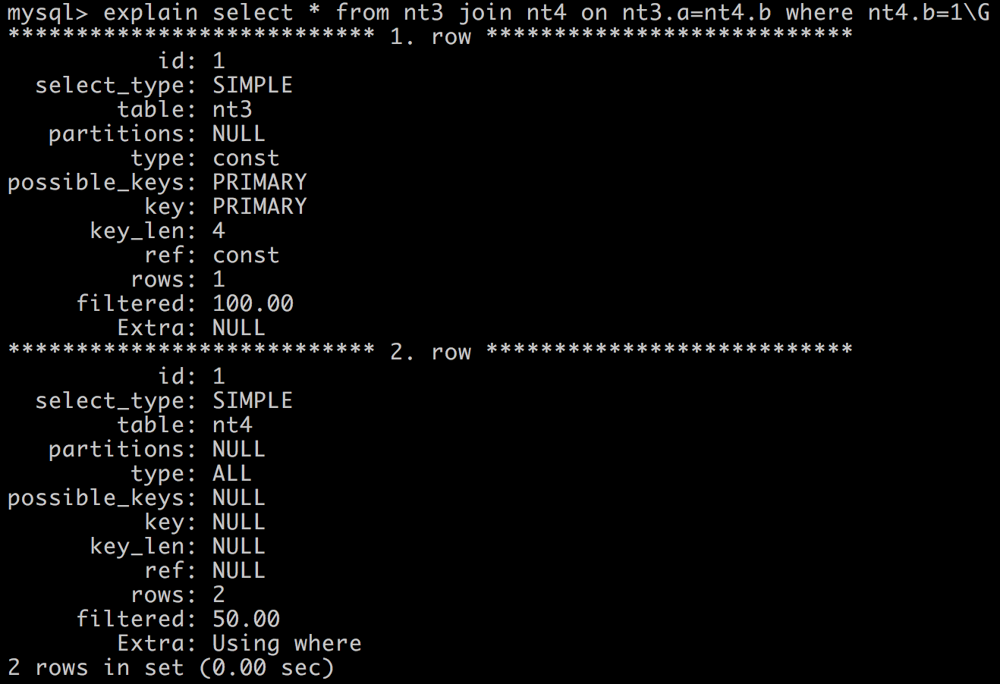 mysql> explain select * from nt3 join nt4 on nt3.a=nt4.b where nt4.b=1\G
*************************** 1. row ***************************
           id: 1
  select_type: SIMPLE
        table: nt3
   partitions: NULL
         type: const
possible_keys: PRIMARY
          key: PRIMARY
      key_len: 4
          ref: const
         rows: 1
     filtered: 100.00
        Extra: NULL
*************************** 2. row ***************************
           id: 1
  select_type: SIMPLE
        table: nt4
   partitions: NULL
         type: ALL
possible_keys: NULL
          key: NULL
      key_len: NULL
          ref: NULL
         rows: 2
     filtered: 50.00
        Extra: Using where
2 rows in set (0.00 sec)